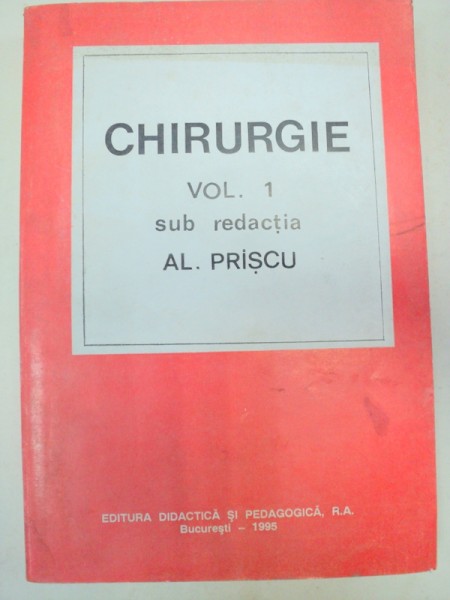 CHIRURGIE
VOL. 1
sub redacția
AL. PRIȘCU
EDITURA DIDACTICĂ ȘI PEDAGOGICĂ, R.A.
București – 1995